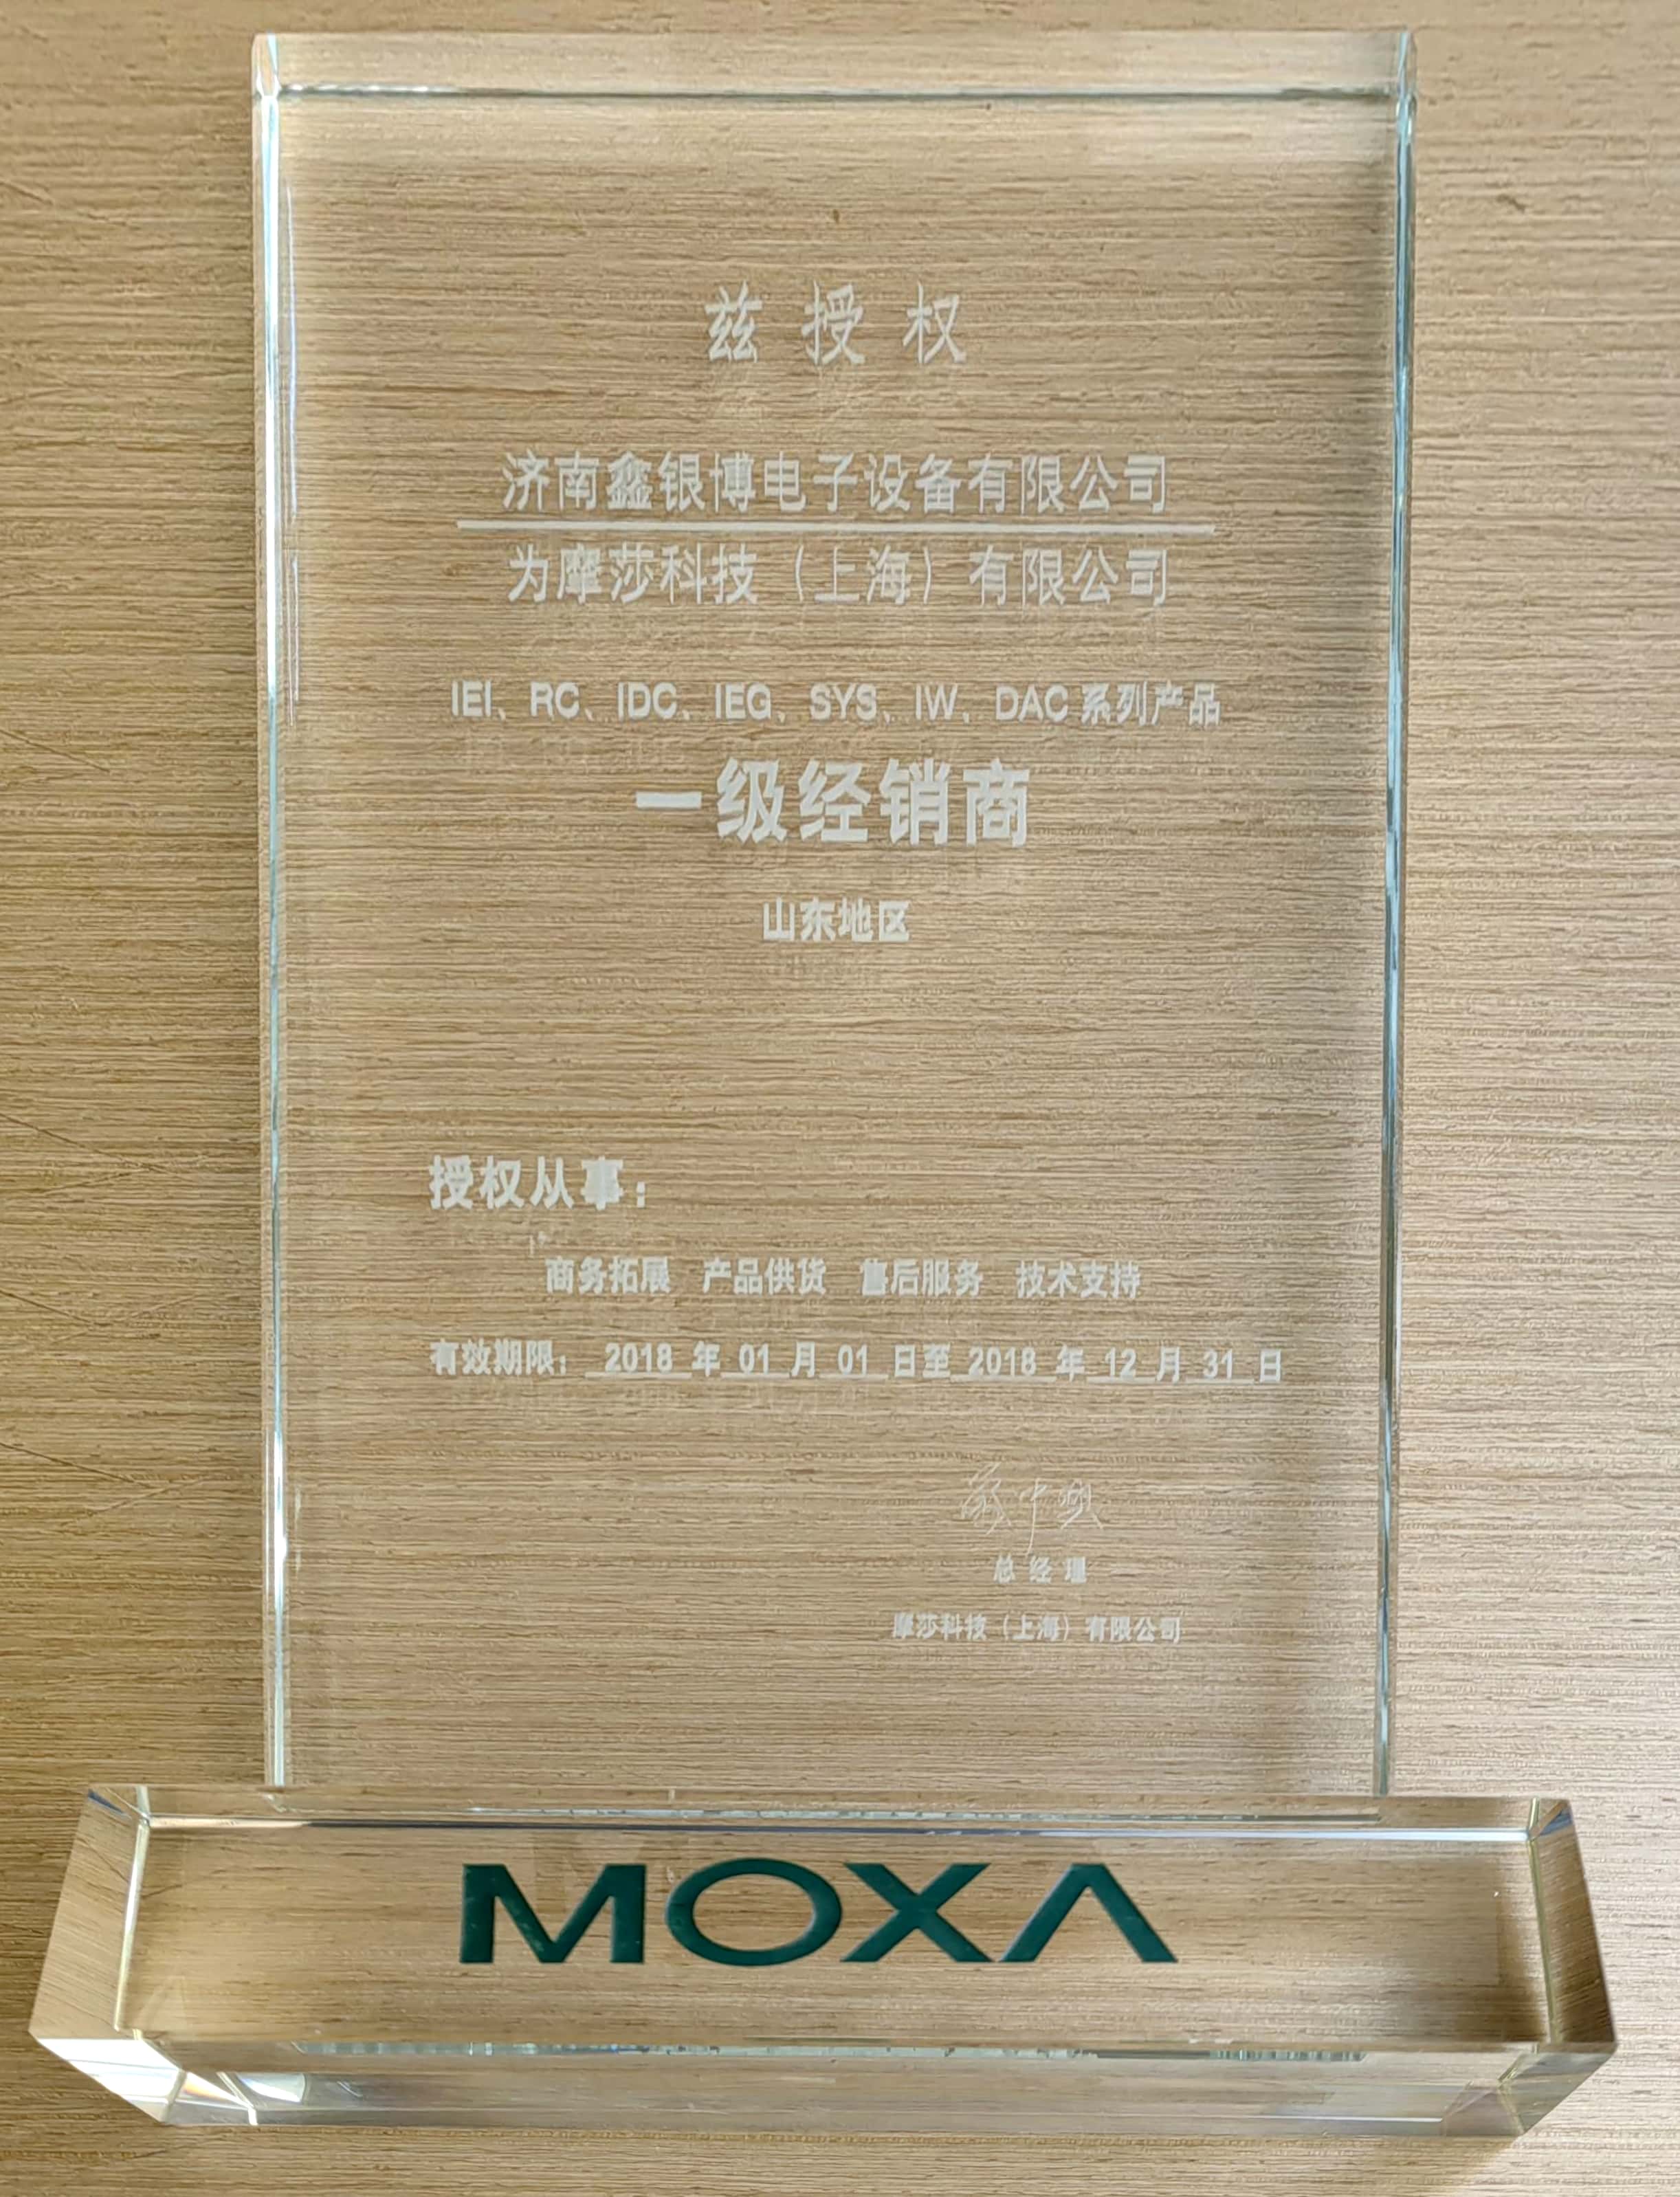 兹授权
济南鑫银博电子设备有限公司
为摩莎科技（上海）有限公司
IEI、RC、IDC、IEG、SYS、IW、DAC系列产品
一级经销商
山东地区
授权从事：
商务拓展 产品供货 售后服务 技术支持
有效期限： 2018 年 01 月 01 日至 2018 年 12 月 31 日
总经理
摩莎科技（上海）有限公司
MOXA